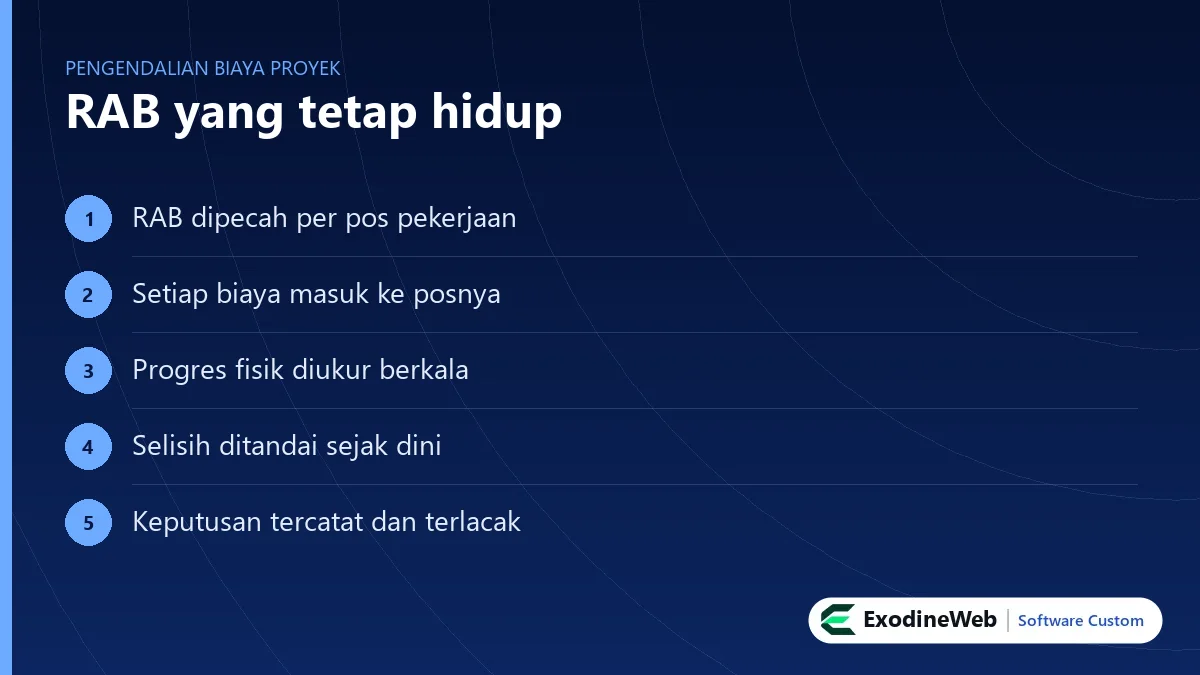 PENGENDALIAN BIAYA PROYEK
RAB yang tetap hidup
1 RAB dipecah per pos pekerjaan
2 Setiap biaya masuk ke posnya
3 Progres fisik diukur berkala
4 Selisih ditandai sejak dini
5 Keputusan tercatat dan terlacak
ExodineWeb | Software Custom